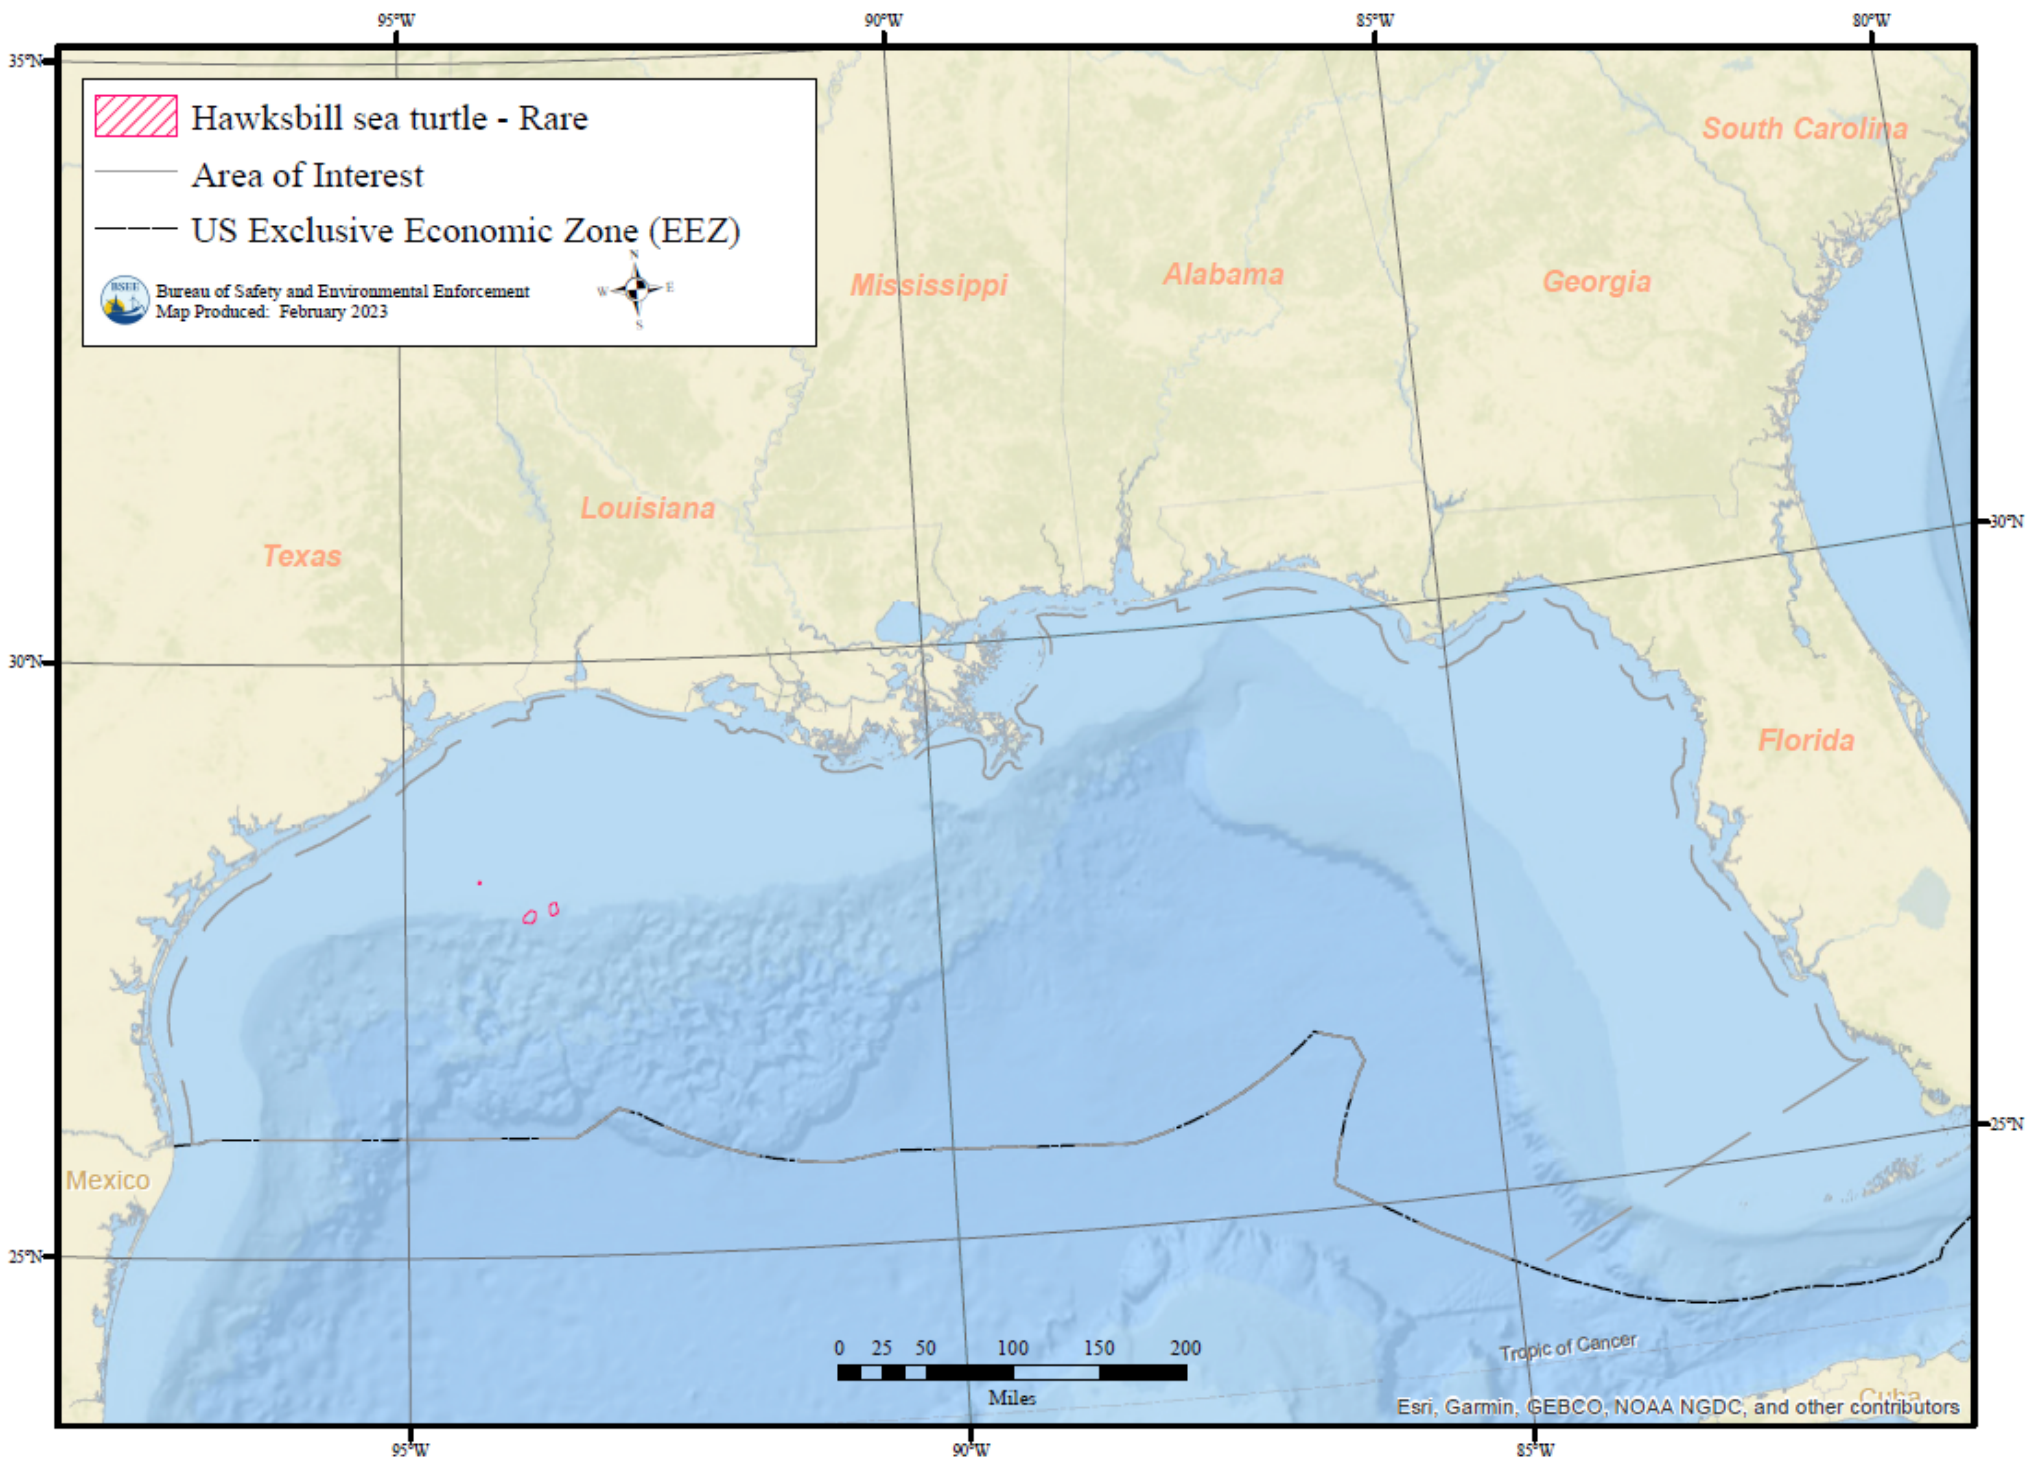 95°W 90°W 85°W 80°W
35°N
Hawksbill sea turtle - Rare
Area of Interest
US Exclusive Economic Zone (EEZ)
BSEE
Bureau of Safety and Environmental Enforcement
Map Produced: February 2023
N
W E
S
South Carolina
Mississippi
Alabama
Georgia
Louisiana
Texas
30°N
30°N
Florida
25°N
Mexico
25°N
0 25 50 100 150 200
Miles
Tropic of Cancer
Cuba
Esri, Garmin, GEBCO, NOAA NGDC, and other contributors
95°W 90°W 85°W